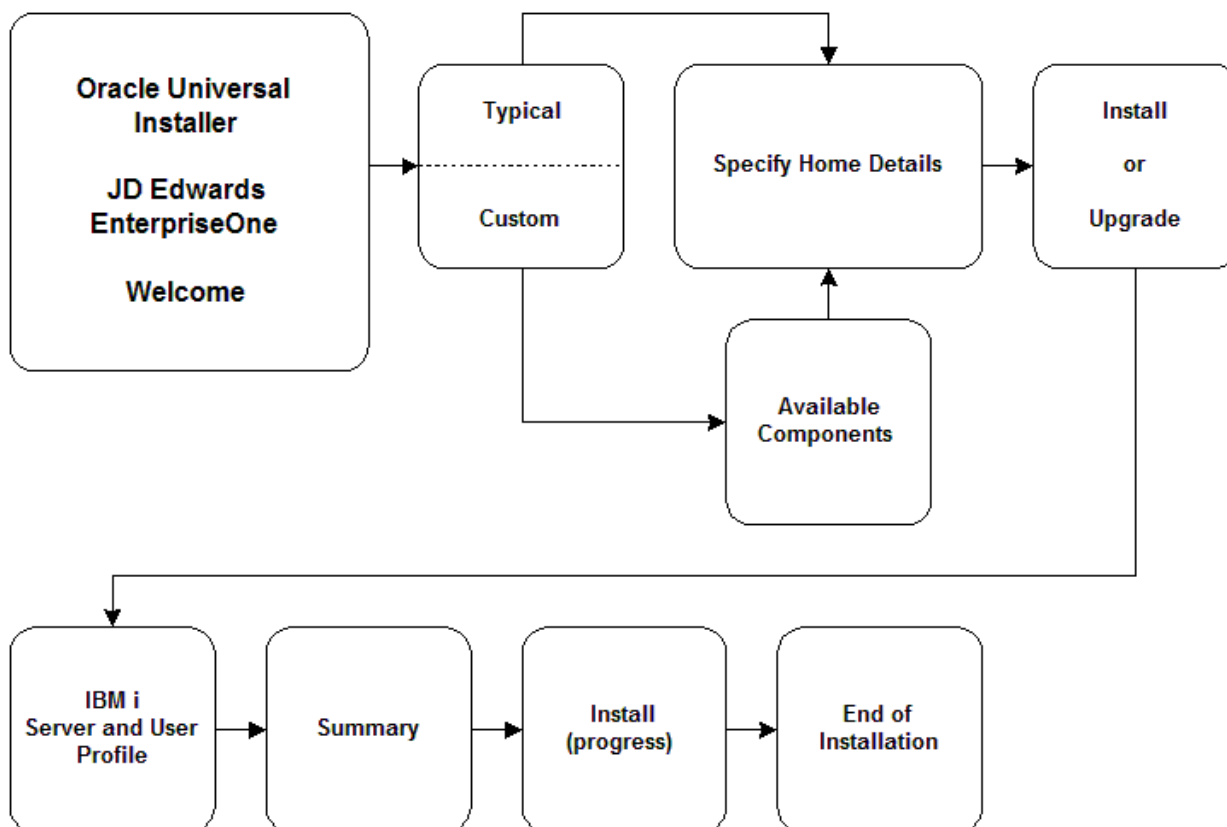 Oracle Universal
Installer
JD Edwards
EnterpriseOne
Welcome
Typical
Custom
Specify Home Details
Install
or
Upgrade
Available
Components
IBM i
Server and User
Profile
Summary
Install
(progress)
End of
Installation